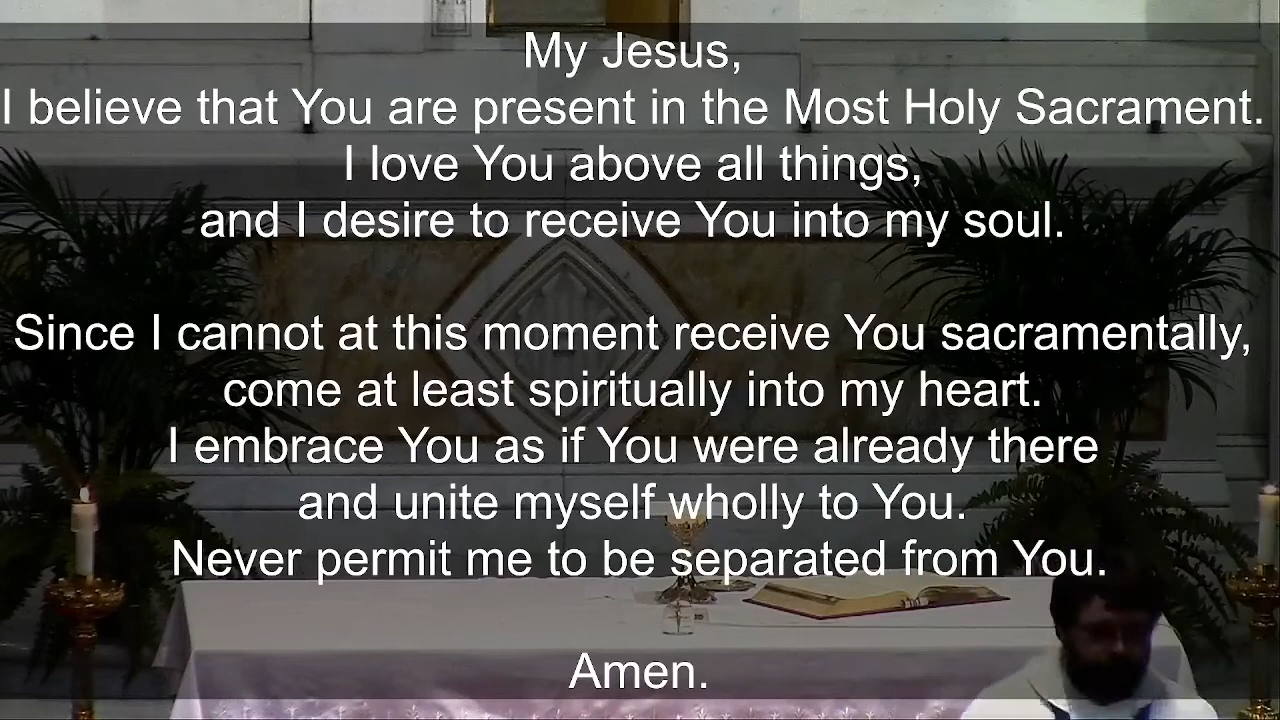 My Jesus,
I believe that You are present in the Most Holy Sacrament.
I love You above all things,
and I desire to receive You into my soul.
Since I cannot at this moment receive You sacramentally,
come at least spiritually into my heart.
I embrace You as if You were already there
and unite myself wholly to You.
Never permit me to be separated from You.
Amen.